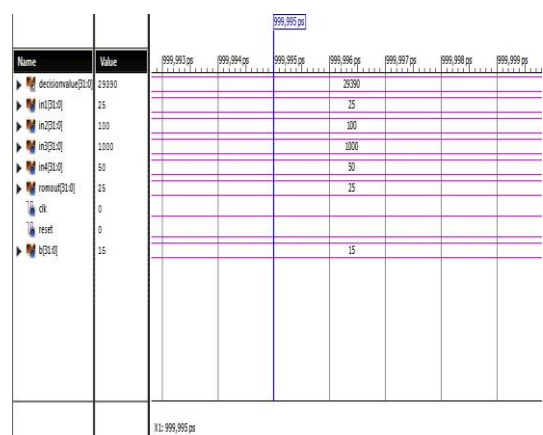 999,995 ps
Name Value 999,993 ps 999,994 ps 999,995 ps 999,996 ps 999,997 ps 999,998 ps 999,999 ps
decisionvalue[31:0] 29390 29390
in1[31:0] 25 25
in2[31:0] 100 100
in3[31:0] 1000 1000
in4[31:0] 50 50
romout[31:0] 25 25
clk 0
reset 0
b[31:0] 15 15
X1: 999,995 ps